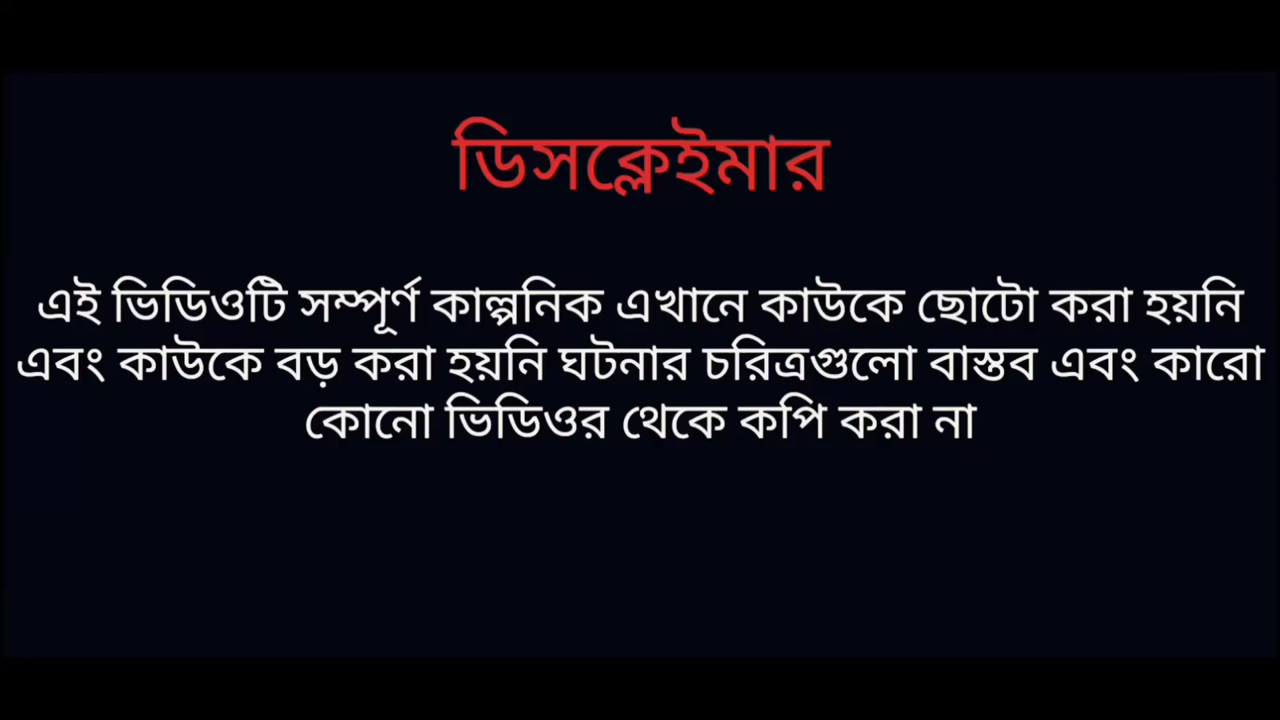 ডিসক্লেইমার
এই ভিডিওটি সম্পূর্ণ কাল্পনিক এখানে কাউকে ছোটো করা হয়নি
এবং কাউকে বড় করা হয়নি ঘটনার চরিত্রগুলো বাস্তব এবং কারো
কোনো ভিডিওর থেকে কপি করা না